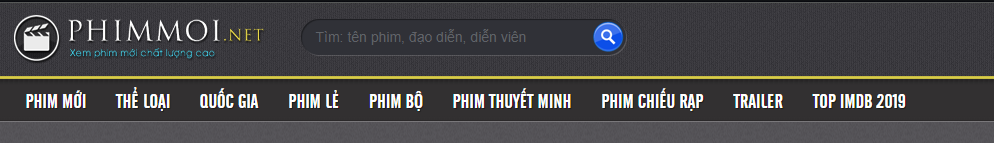 PHIMMOI.NET
Xem phim mới chất lượng cao
Tìm: tên phim, đạo diễn, diễn viên
PHIM MỚI THỂ LOẠI QUỐC GIA PHIM LẺ PHIM BỘ PHIM THUYẾT MINH PHIM CHIẾU RẠP TRAILER TOP IMDB 2019